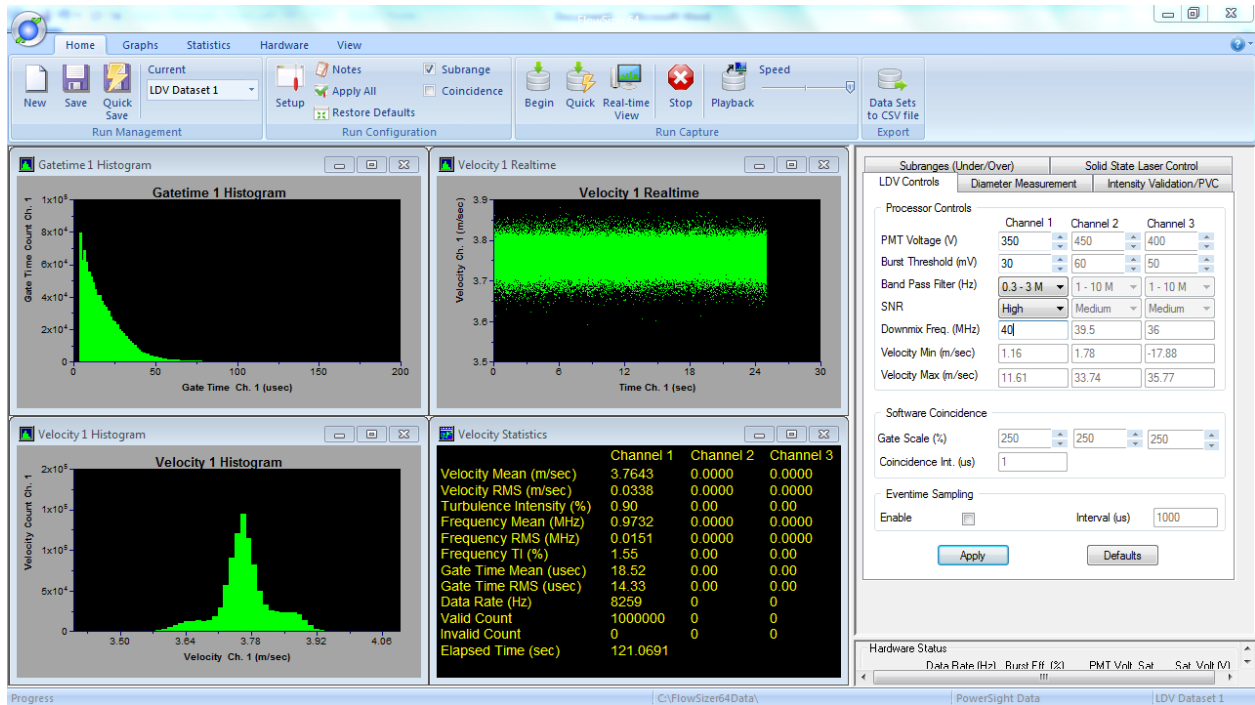 Home Graphs Statistics Hardware View
New
Save
Quick Save
Current
LDV Dataset 1
Run Management
Setup
Notes
Apply All
Restore Defaults
Subrange
Coincidence
Run Configuration
Begin
Quick
Real-time View
Stop
Playback
Speed
Run Capture
Data Sets to CSV file
Export
Gatetime 1 Histogram
Gatetime 1 Histogram
Gate Time Count Ch. 1
1x10⁵
8x10⁴
6x10⁴
4x10⁴
2x10⁴
0
0 50 100 150 200
Gate Time Ch. 1 (usec)
Velocity 1 Realtime
Velocity 1 Realtime
Velocity Ch. 1 (m/sec)
3.9
3.8
3.7
3.6
3.5
0 6 12 18 24 30
Time Ch. 1 (sec)
Velocity 1 Histogram
Velocity 1 Histogram
Velocity Count Ch. 1
2x10⁵
1x10⁵
1x10⁵
5x10⁴
0
3.50 3.64 3.78 3.92 4.06
Velocity Ch. 1 (m/sec)
Velocity Statistics
Channel 1 Channel 2 Channel 3
Velocity Mean (m/sec) 3.7643 0.0000 0.0000
Velocity RMS (m/sec) 0.0338 0.0000 0.0000
Turbulence Intensity (%) 0.90 0.00 0.00
Frequency Mean (MHz) 0.9732 0.0000 0.0000
Frequency RMS (MHz) 0.0151 0.0000 0.0000
Frequency TI (%) 1.55 0.00 0.00
Gate Time Mean (usec) 18.52 0.00 0.00
Gate Time RMS (usec) 14.33 0.00 0.00
Data Rate (Hz) 8259 0 0
Valid Count 1000000 0 0
Invalid Count 0 0 0
Elapsed Time (sec) 121.0691
Subranges (Under/Over) Solid State Laser Control
LDV Controls Diameter Measurement Intensity Validation/PVC
Processor Controls
Channel 1 Channel 2 Channel 3
PMT Voltage (V) 350 450 400
Burst Threshold (mV) 30 60 50
Band Pass Filter (Hz) 0.3 - 3 M 1 - 10 M 1 - 10 M
SNR High Medium Medium
Downmix Freq. (MHz) 40 39.5 36
Velocity Min (m/sec) 1.16 1.78 -17.88
Velocity Max (m/sec) 11.61 33.74 35.77
Software Coincidence
Gate Scale (%) 250 250 250
Coincidence Int. (us) 1
Eventime Sampling
Enable Interval (us) 1000
Apply Defaults
Hardware Status
Data Rate (Hz) Burst Eff. (%) PMT Volt. Sat. Sat. Volt (V)
Progress C:\FlowSizer64Data\ PowerSight Data LDV Dataset 1